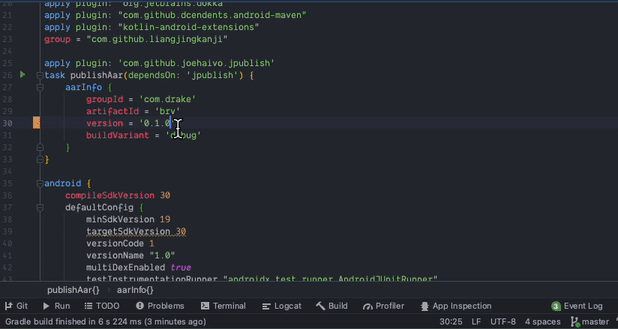 20 apply plugin: "org.jetbrains.dokka"
21 apply plugin: "com.github.dcendents.android-maven"
22 apply plugin: "kotlin-android-extensions"
23 group = "com.github.liangjingkanji"
24
25 apply plugin: 'com.github.joehaivo.jpublish'
26 task publishAar(dependsOn: 'jpublish') {
27 aarInfo {
28 groupId = 'com.drake'
29 artifactId = 'brv'
30 version = '0.1.0
31 buildVariant = 'debug'
32 }
33 }
34
35 android {
36 compileSdkVersion 30
37 defaultConfig {
38 minSdkVersion 19
39 targetSdkVersion 30
40 versionCode 1
41 versionName "1.0"
42 multiDexEnabled true
43 testInstrumentationRunner "androidx.test.runner.AndroidJUnitRunner"
publishAar{} › aarInfo{}
Git Run TODO Problems Terminal Logcat Build Profiler App Inspection 3 Event Log
Gradle build finished in 6 s 224 ms (3 minutes ago) 30:25 LF UTF-8 4 spaces master